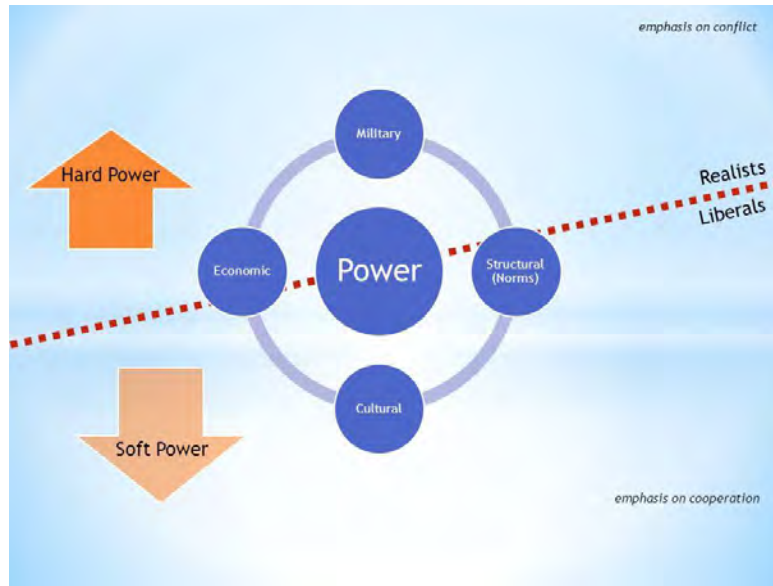 emphasis on conflict
Military
Hard Power
Realists
Liberals
Economic
Power
Structural
(Norms)
Cultural
Soft Power
emphasis on cooperation